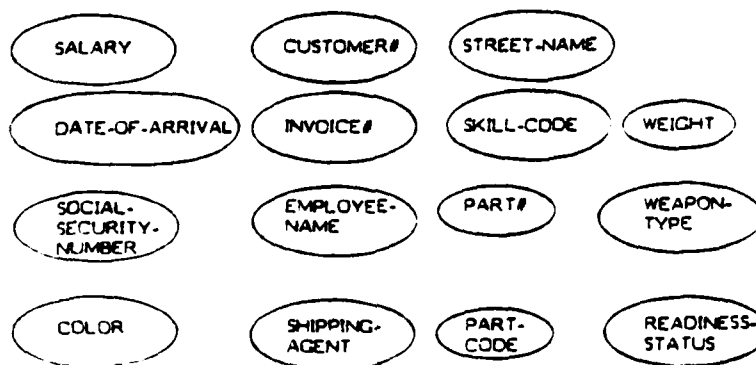 SALARY
CUSTOMER#
STREET-NAME
DATE-OF-ARRIVAL
INVOICE#
SKILL-CODE
WEIGHT
SOCIAL-
SECURITY-
NUMBER
EMPLOYEE-
NAME
PART#
WEAPON-
TYPE
COLOR
SHIPPING-
AGENT
PART-
CODE
READINESS-
STATUS